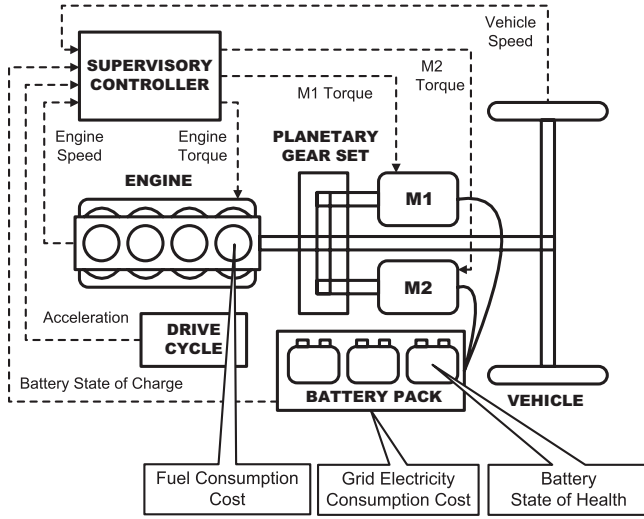 Vehicle
Speed
SUPERVISORY
CONTROLLER
M2
Torque
M1 Torque
Engine
Speed
Engine
Torque
PLANETARY
GEAR SET
ENGINE
M1
M2
Acceleration
DRIVE
CYCLE
Battery State of Charge
BATTERY PACK
VEHICLE
Fuel Consumption
Cost
Grid Electricity
Consumption Cost
Battery
State of Health